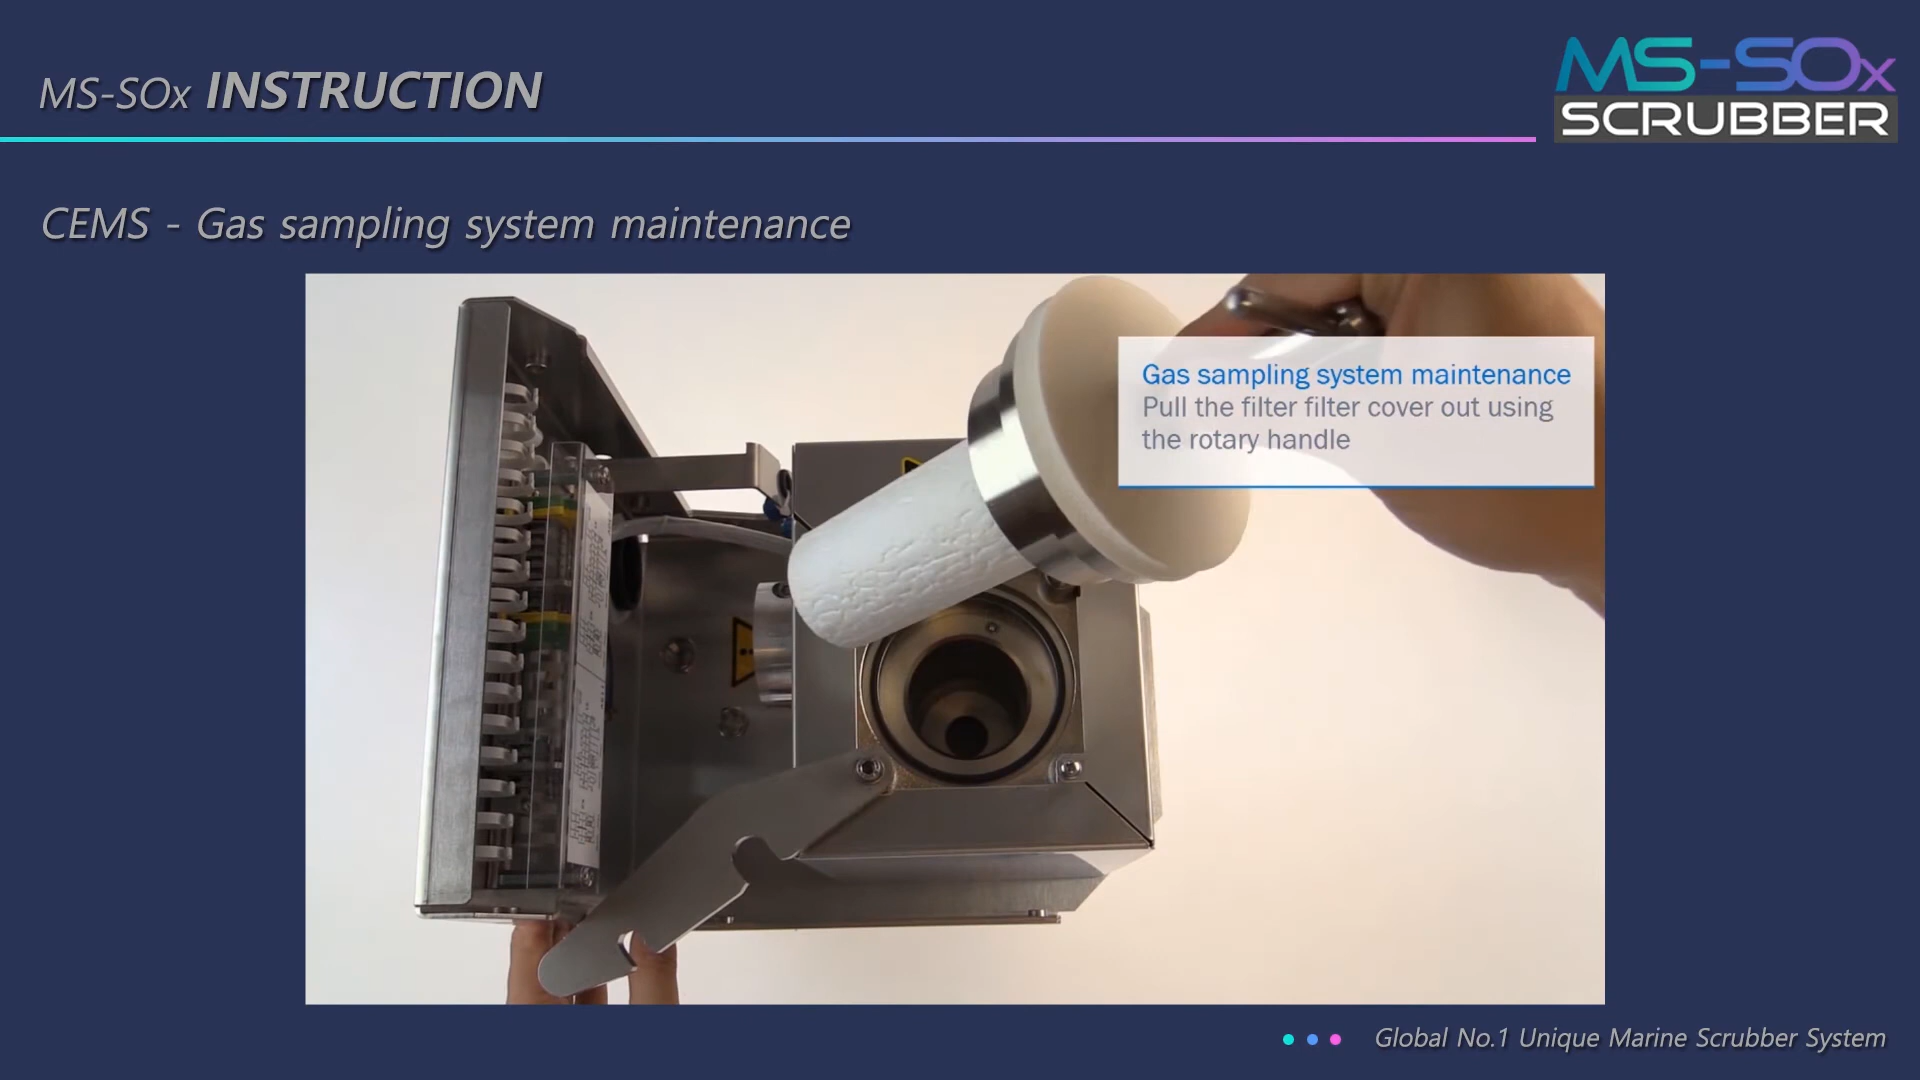 MS-SOx INSTRUCTION
MS-SOx
SCRUBBER
CEMS - Gas sampling system maintenance
Gas sampling system maintenance
Pull the filter filter cover out using
the rotary handle
Global No.1 Unique Marine Scrubber System